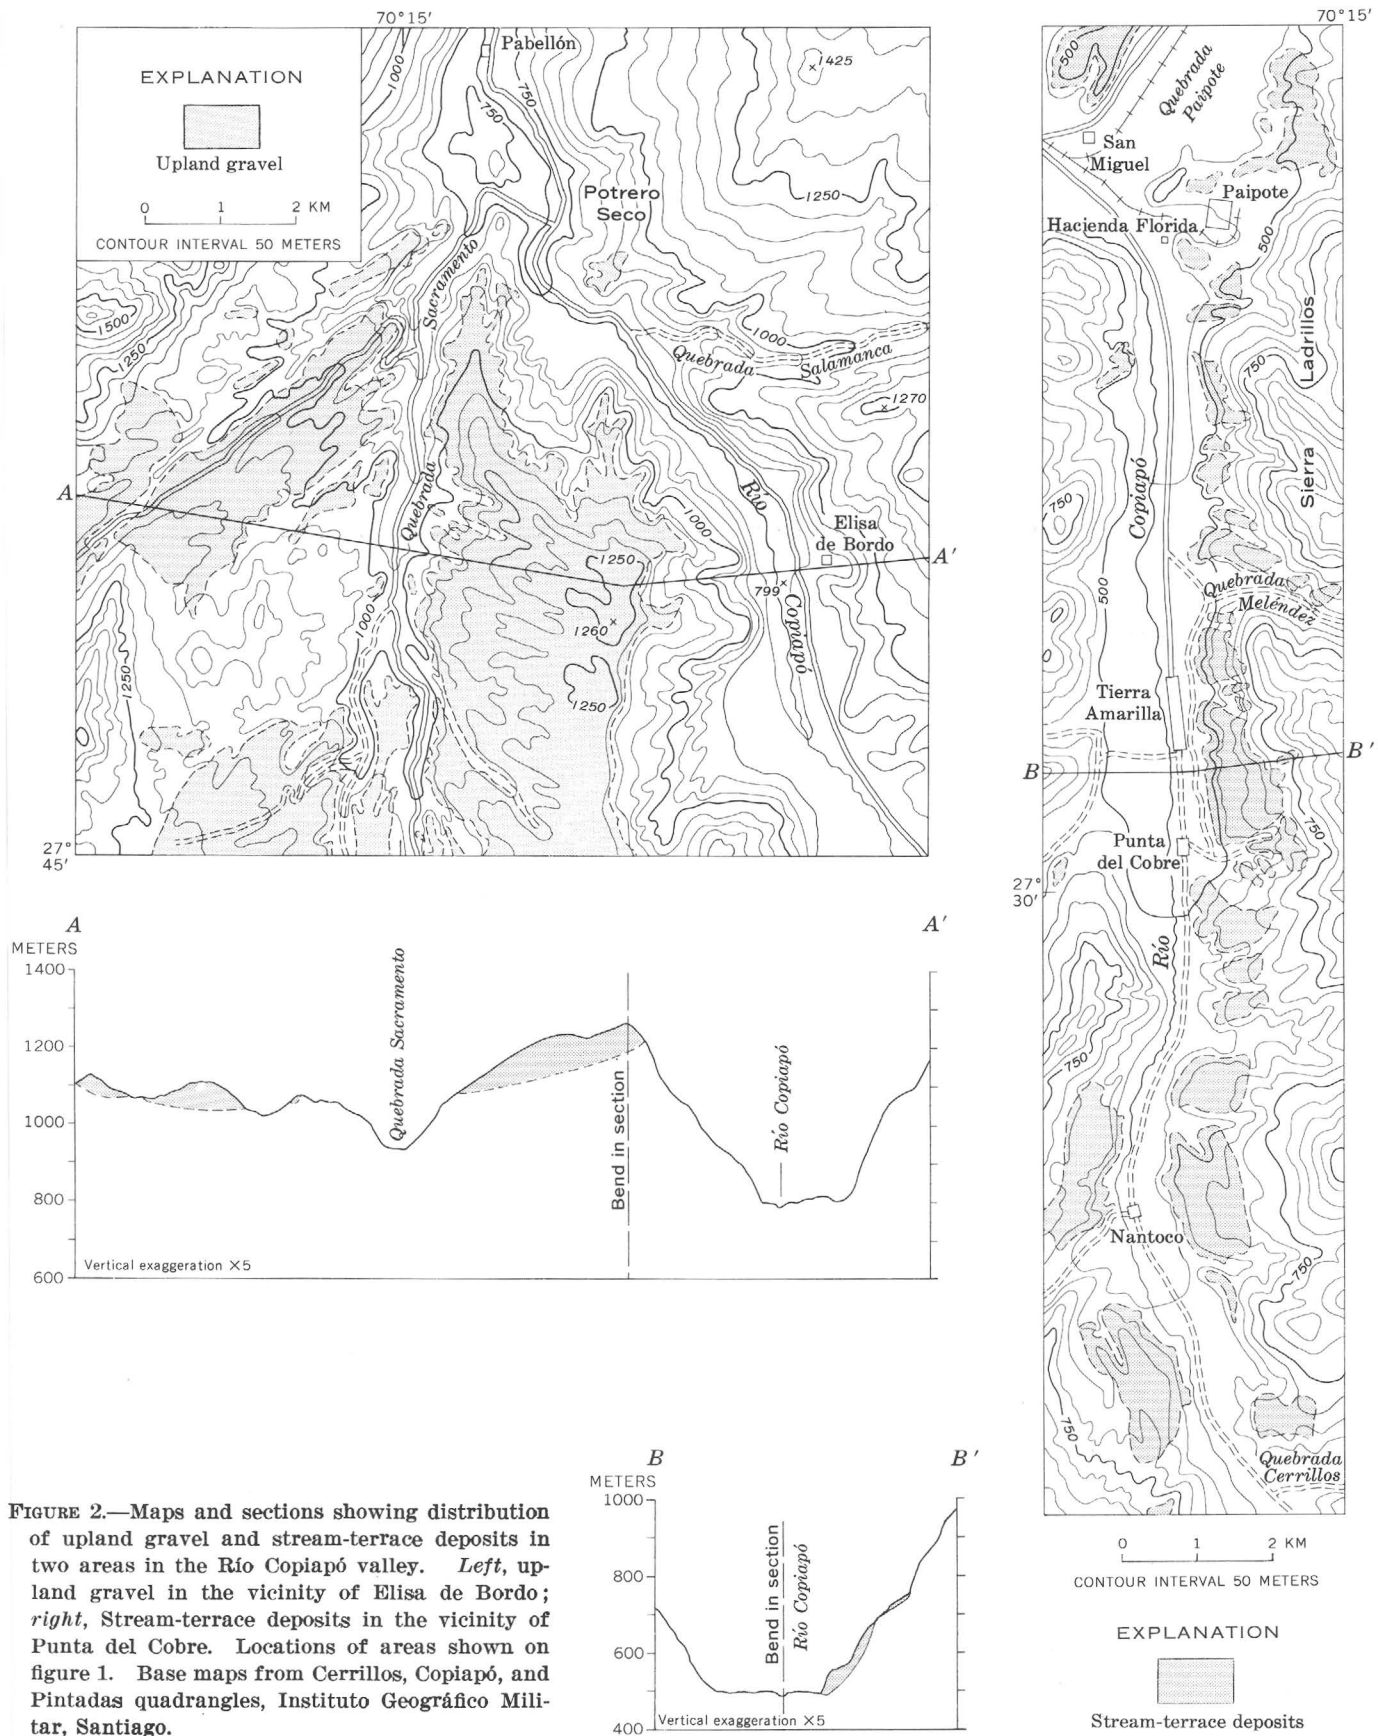 70°15′
EXPLANATION
Upland gravel
0 1 2 KM
CONTOUR INTERVAL 50 METERS
Pabellón
1000
750
750
1425
Potrero
Seco
1250
Sacramento
1500
1250
1000
Quebrada Salamanca
1270
A
Quebrada
Río
1000
Elisa
de Bordo
A′
1250
799
Copiapó
1260
1000
1250
1250
27°
45′
A
A′
METERS
1400
1200
1000
800
600
Quebrada Sacramento
Bend in section
Río Copiapó
Vertical exaggeration ×5
70°15′
500
?
Quebrada
Paipote
San
Miguel
Paipote
Hacienda Florida
500
Ladrillos
750
Sierra
Copiapó
750
500
Quebrada
Meléndez
Tierra
Amarilla
B
B′
750
Punta
del Cobre
27°
30′
Río
750
Nantoco
750
750
Quebrada
Cerrillos
0 1 2 KM
CONTOUR INTERVAL 50 METERS
EXPLANATION
Stream-terrace deposits
B
B′
METERS
1000
800
600
400
Bend in section
Río Copiapó
Vertical exaggeration ×5
FIGURE 2.—Maps and sections showing distribution
of upland gravel and stream-terrace deposits in
two areas in the Río Copiapó valley. Left, up-
land gravel in the vicinity of Elisa de Bordo;
right, Stream-terrace deposits in the vicinity of
Punta del Cobre. Locations of areas shown on
figure 1. Base maps from Cerrillos, Copiapó, and
Pintadas quadrangles, Instituto Geográfico Mili-
tar, Santiago.